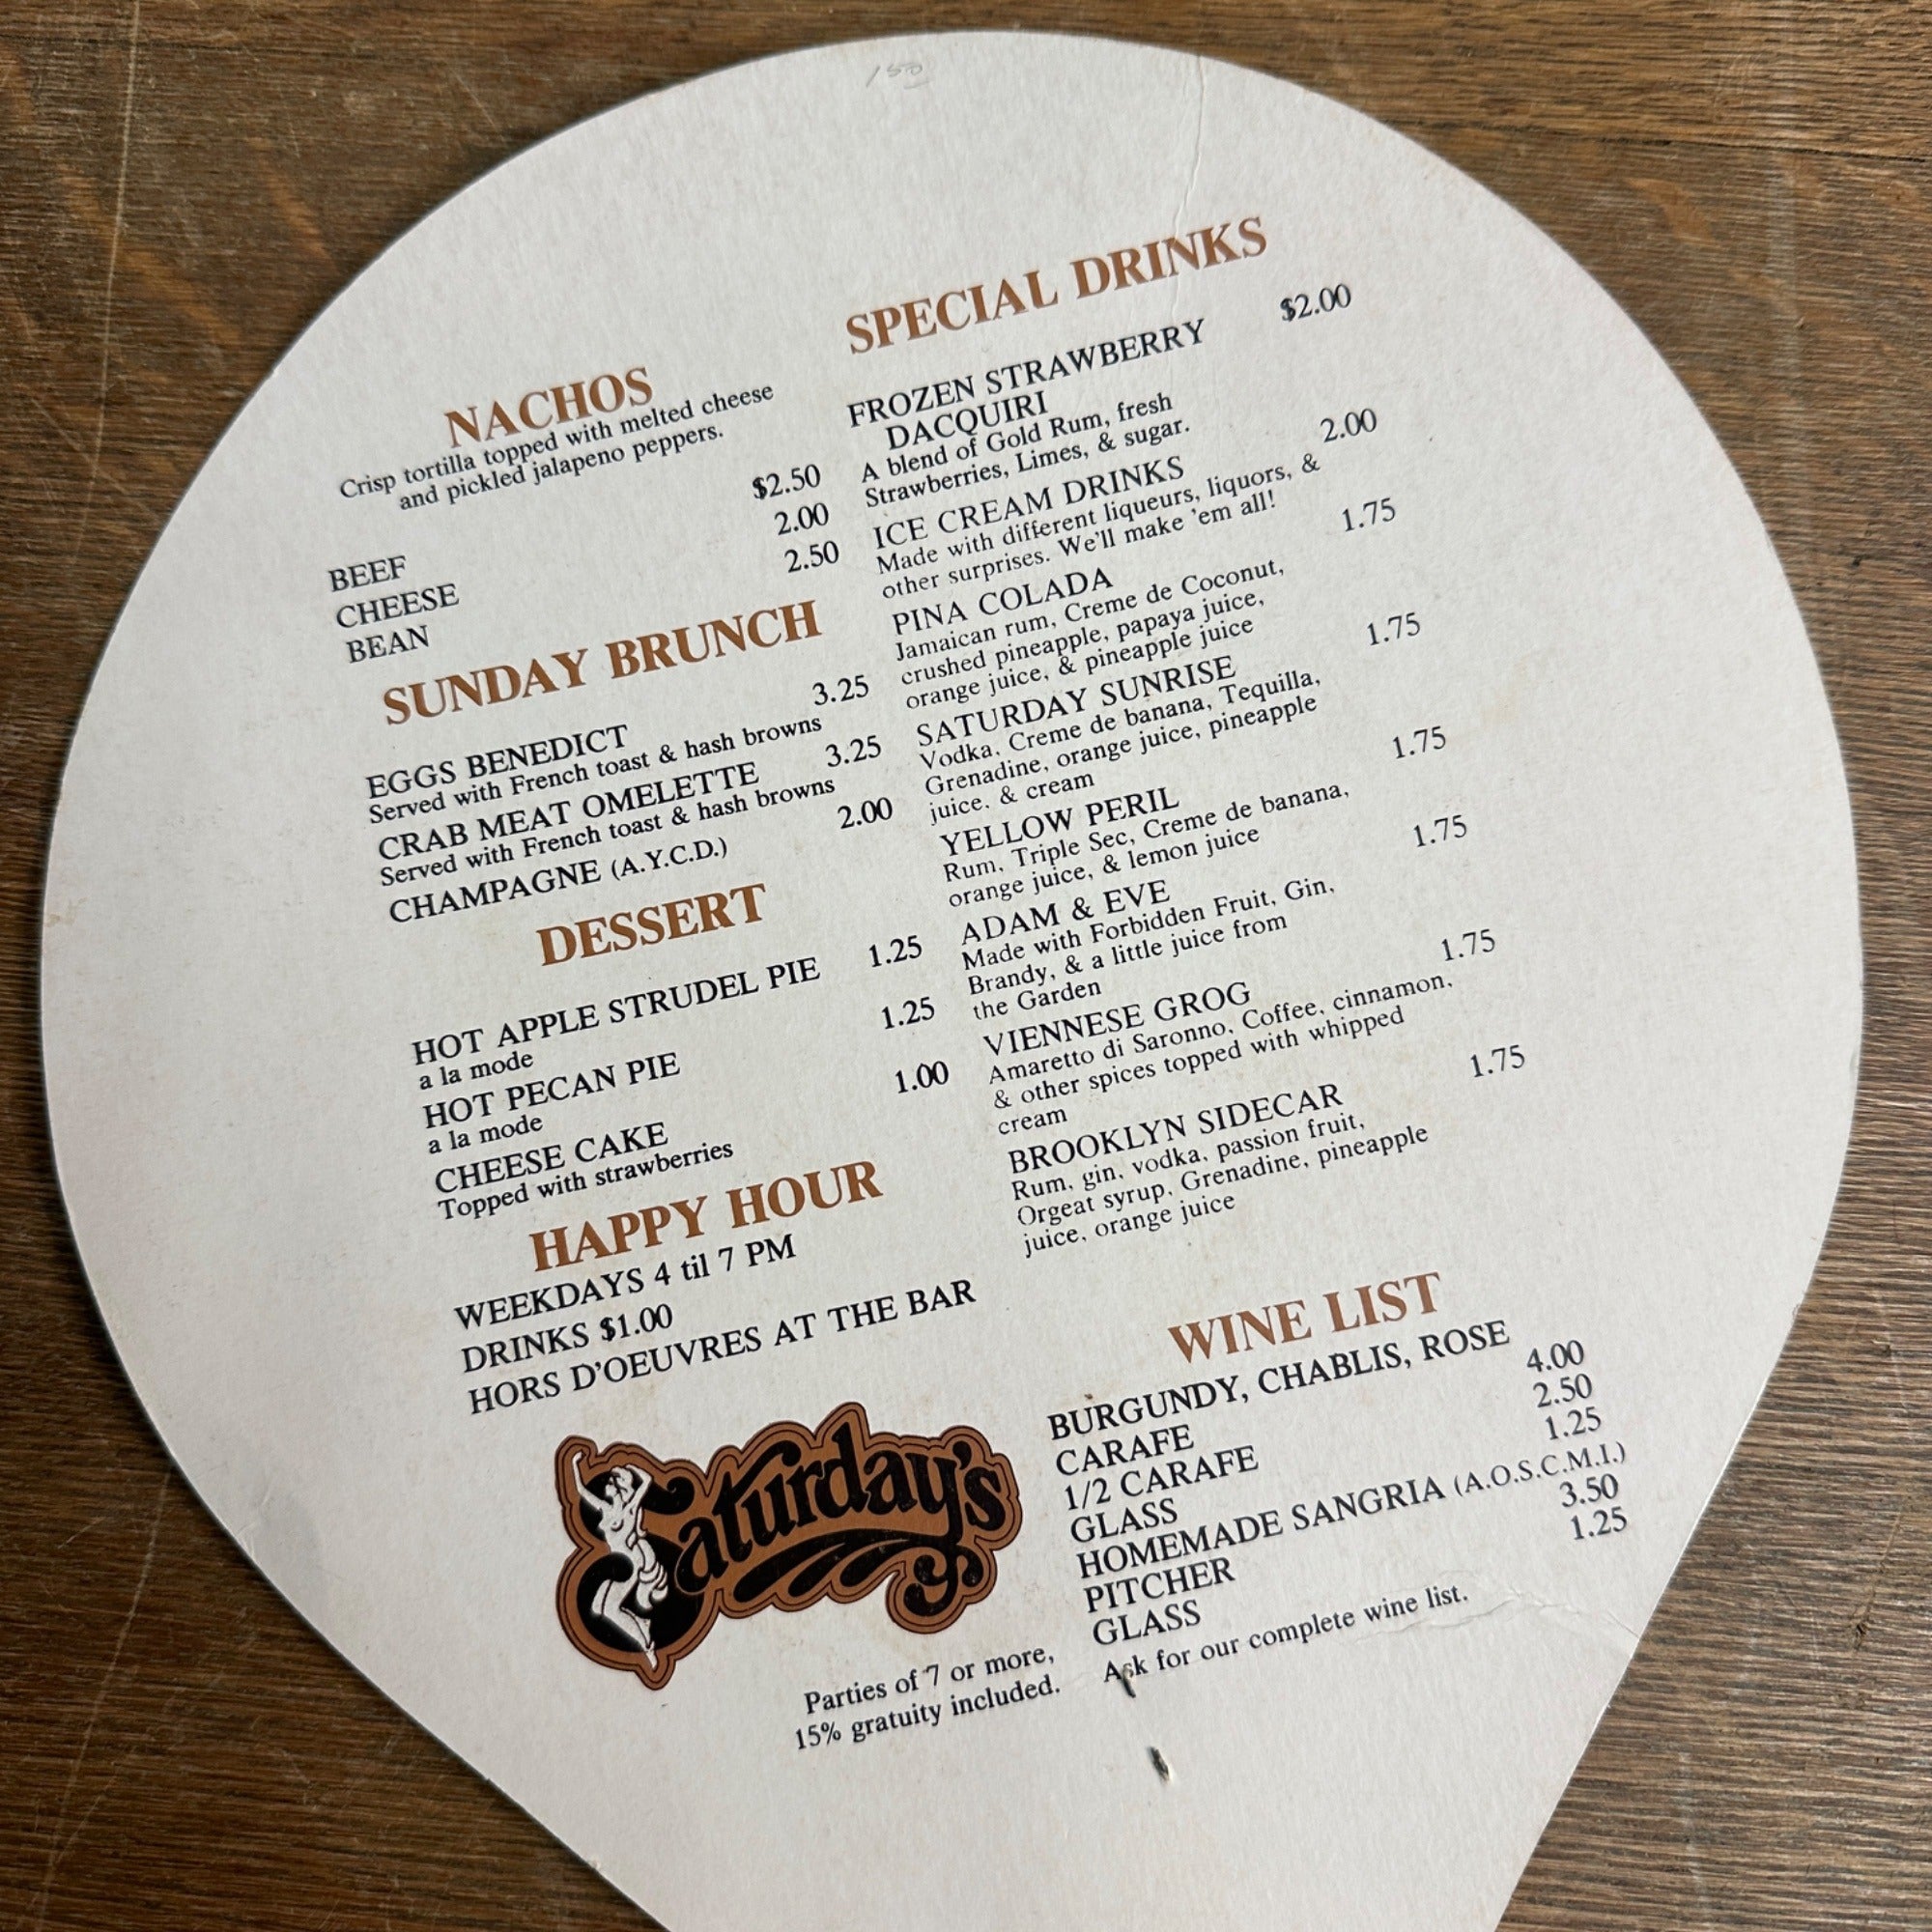 150
NACHOS
Crisp tortilla topped with melted cheese
and pickled jalapeno peppers.
BEEF $2.50
CHEESE 2.00
BEAN 2.50
SUNDAY BRUNCH
EGGS BENEDICT 3.25
Served with French toast & hash browns
CRAB MEAT OMELETTE 3.25
Served with French toast & hash browns
CHAMPAGNE (A.Y.C.D.) 2.00
DESSERT
HOT APPLE STRUDEL PIE 1.25
a la mode
HOT PECAN PIE 1.25
a la mode
CHEESE CAKE 1.00
Topped with strawberries
HAPPY HOUR
WEEKDAYS 4 til 7 PM
DRINKS $1.00
HORS D'OEUVRES AT THE BAR
Saturday's
Parties of 7 or more,
15% gratuity included.
SPECIAL DRINKS
FROZEN STRAWBERRY $2.00
DACQUIRI
A blend of Gold Rum, fresh
Strawberries, Limes, & sugar.
ICE CREAM DRINKS 2.00
Made with different liqueurs, liquors, &
other surprises. We'll make 'em all!
PINA COLADA 1.75
Jamaican rum, Creme de Coconut,
crushed pineapple, papaya juice,
orange juice, & pineapple juice
SATURDAY SUNRISE 1.75
Vodka, Creme de banana, Tequilla,
Grenadine, orange juice, pineapple
juice. & cream
YELLOW PERIL 1.75
Rum, Triple Sec, Creme de banana,
orange juice, & lemon juice
ADAM & EVE 1.75
Made with Forbidden Fruit, Gin,
Brandy, & a little juice from
the Garden
VIENNESE GROG 1.75
Amaretto di Saronno, Coffee, cinnamon,
& other spices topped with whipped
cream
BROOKLYN SIDECAR 1.75
Rum, gin, vodka, passion fruit,
Orgeat syrup, Grenadine, pineapple
juice, orange juice
WINE LIST
BURGUNDY, CHABLIS, ROSE
CARAFE 4.00
1/2 CARAFE 2.50
GLASS 1.25
HOMEMADE SANGRIA (A.O.S.C.M.I.)
PITCHER 3.50
GLASS 1.25
Ask for our complete wine list.